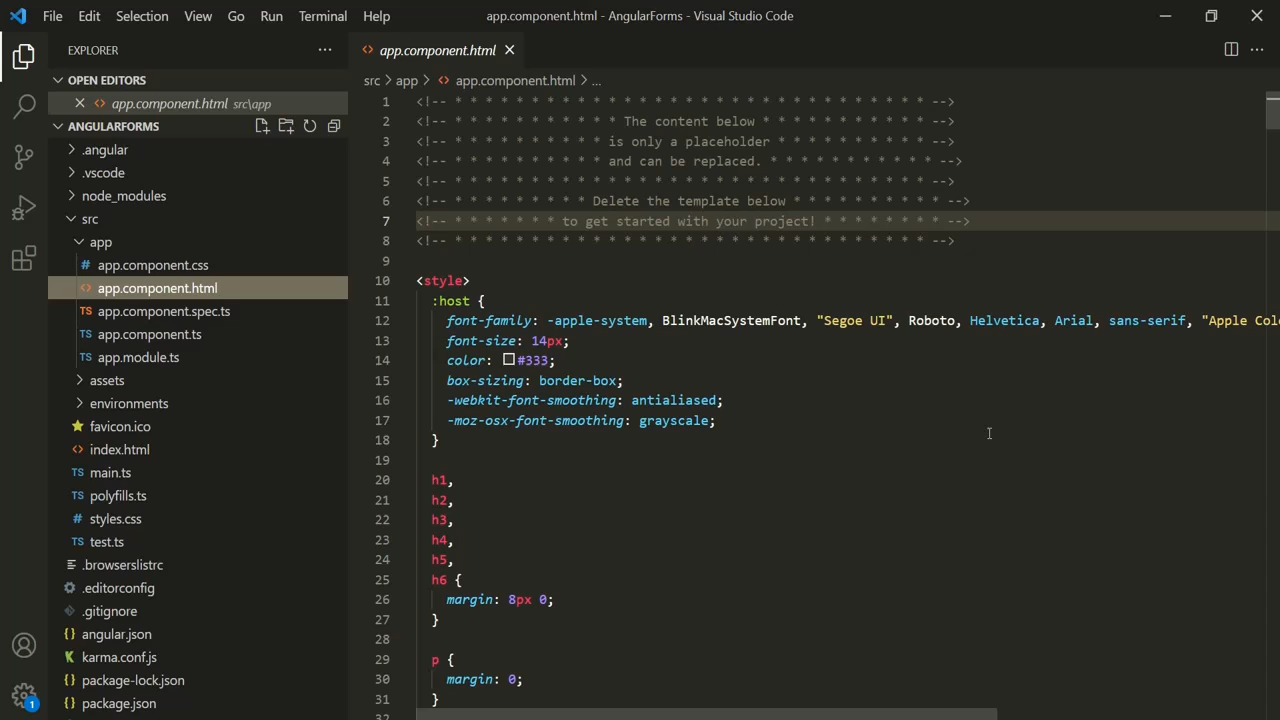 File Edit Selection View Go Run Terminal Help app.component.html - AngularForms - Visual Studio Code
EXPLORER ···
OPEN EDITORS
app.component.html src\app
ANGULARFORMS
.angular
.vscode
node_modules
src
app
app.component.css
app.component.html
TS app.component.spec.ts
TS app.component.ts
TS app.module.ts
assets
environments
favicon.ico
index.html
TS main.ts
TS polyfills.ts
# styles.css
TS test.ts
.browserslistrc
.editorconfig
.gitignore
{} angular.json
karma.conf.js
{} package-lock.json
{} package.json
1
app.component.html
src > app > app.component.html > ...
1 <!-- * * * * * * * * * * * * * * * * * * * * * * * * * * * * * * * -->
2 <!-- * * * * * * * * * * * The content below * * * * * * * * * * * -->
3 <!-- * * * * * * * * * * is only a placeholder * * * * * * * * * * -->
4 <!-- * * * * * * * * * * and can be replaced. * * * * * * * * * * * -->
5 <!-- * * * * * * * * * * * * * * * * * * * * * * * * * * * * * * * -->
6 <!-- * * * * * * * * * Delete the template below * * * * * * * * * * -->
7 <!-- * * * * * * * to get started with your project! * * * * * * * * -->
8 <!-- * * * * * * * * * * * * * * * * * * * * * * * * * * * * * * * -->
9
10 <style>
11 :host {
12 font-family: -apple-system, BlinkMacSystemFont, "Segoe UI", Roboto, Helvetica, Arial, sans-serif, "Apple Colo
13 font-size: 14px;
14 color: #333;
15 box-sizing: border-box;
16 -webkit-font-smoothing: antialiased;
17 -moz-osx-font-smoothing: grayscale;
18 }
19
20 h1,
21 h2,
22 h3,
23 h4,
24 h5,
25 h6 {
26 margin: 8px 0;
27 }
28
29 p {
30 margin: 0;
31 }
32